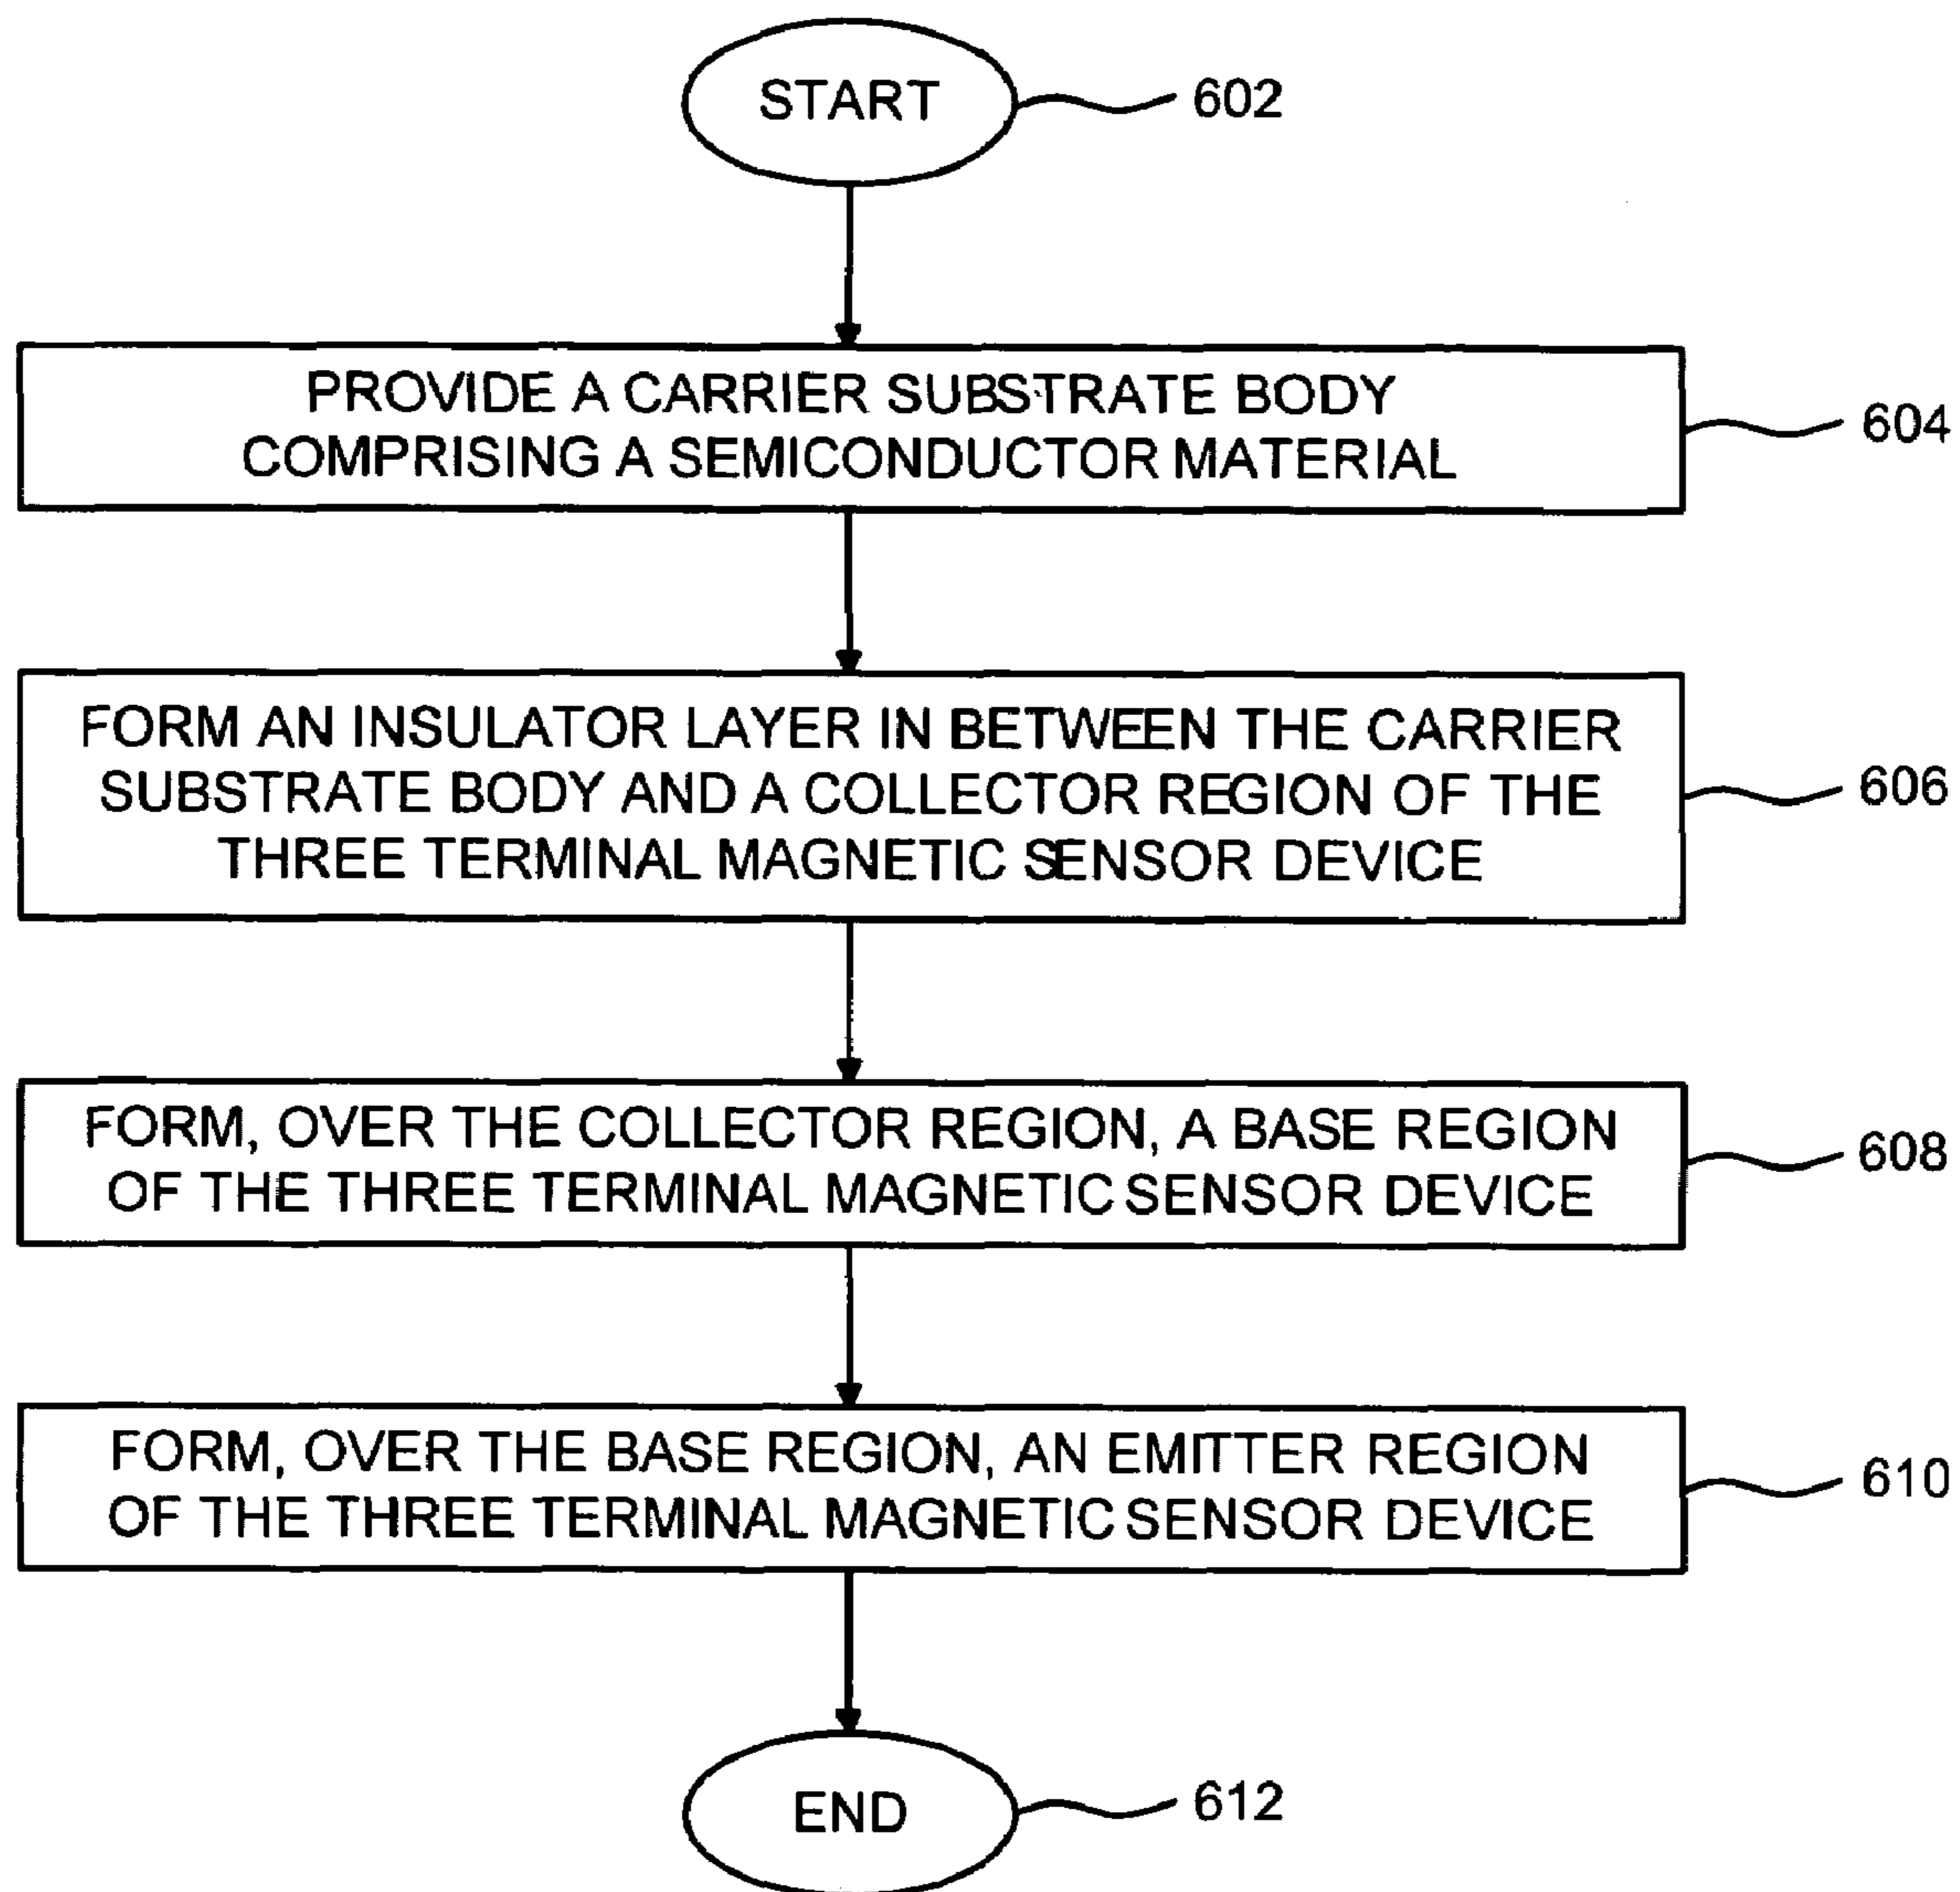 START
602
PROVIDE A CARRIER SUBSTRATE BODY
COMPRISING A SEMICONDUCTOR MATERIAL
604
FORM AN INSULATOR LAYER IN BETWEEN THE CARRIER
SUBSTRATE BODY AND A COLLECTOR REGION OF THE
THREE TERMINAL MAGNETIC SENSOR DEVICE
606
FORM, OVER THE COLLECTOR REGION, A BASE REGION
OF THE THREE TERMINAL MAGNETIC SENSOR DEVICE
608
FORM, OVER THE BASE REGION, AN EMITTER REGION
OF THE THREE TERMINAL MAGNETIC SENSOR DEVICE
610
END
612